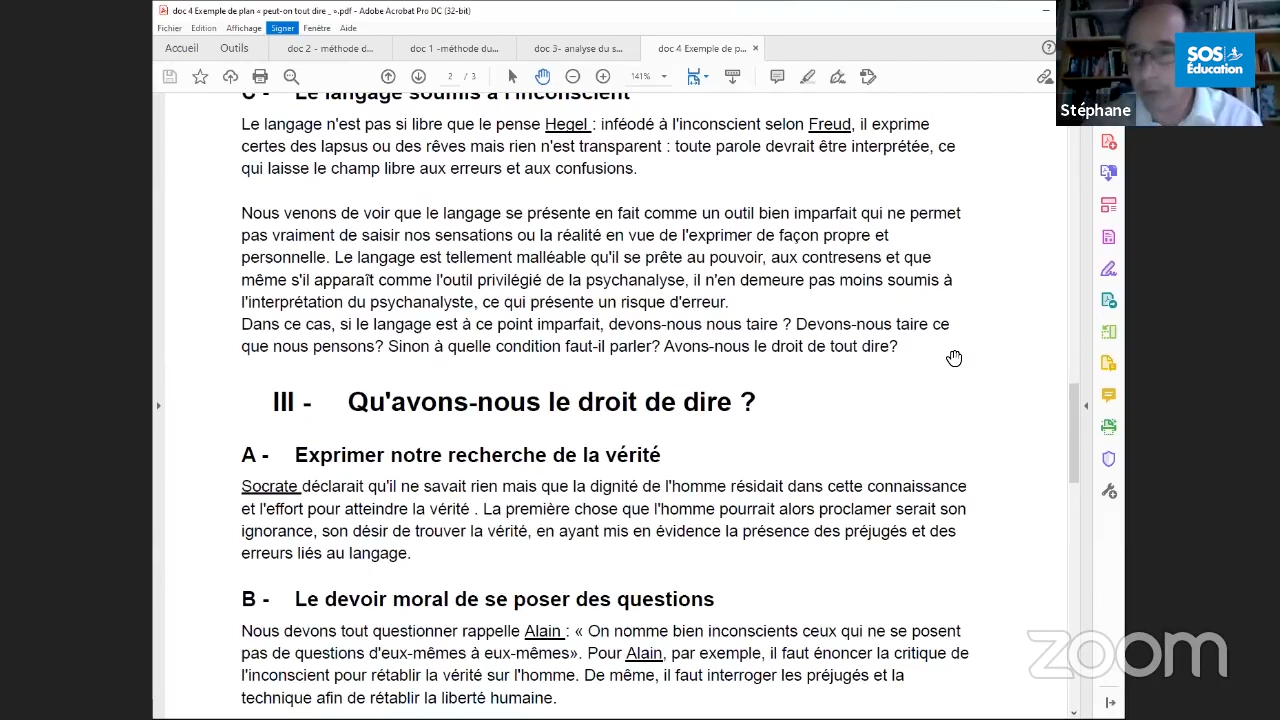 doc 4 Exemple de plan « peut-on tout dire _ ».pdf - Adobe Acrobat Pro DC (32-bit)
Fichier Edition Affichage Signer Fenêtre Aide
Accueil Outils doc 2 - méthode d... doc 1 -méthode du... doc 3- analyse du s... doc 4 Exemple de p... ×
2 / 3 141%
SOS
Éducation
Stéphane
C - Le langage soumis à l'inconscient
Le langage n'est pas si libre que le pense Hegel : inféodé à l'inconscient selon Freud, il exprime
certes des lapsus ou des rêves mais rien n'est transparent : toute parole devrait être interprétée, ce
qui laisse le champ libre aux erreurs et aux confusions.
Nous venons de voir que le langage se présente en fait comme un outil bien imparfait qui ne permet
pas vraiment de saisir nos sensations ou la réalité en vue de l'exprimer de façon propre et
personnelle. Le langage est tellement malléable qu'il se prête au pouvoir, aux contresens et que
même s'il apparaît comme l'outil privilégié de la psychanalyse, il n'en demeure pas moins soumis à
l'interprétation du psychanalyste, ce qui présente un risque d'erreur.
Dans ce cas, si le langage est à ce point imparfait, devons-nous nous taire ? Devons-nous taire ce
que nous pensons? Sinon à quelle condition faut-il parler? Avons-nous le droit de tout dire?
III - Qu'avons-nous le droit de dire ?
A - Exprimer notre recherche de la vérité
Socrate déclarait qu'il ne savait rien mais que la dignité de l'homme résidait dans cette connaissance
et l'effort pour atteindre la vérité . La première chose que l'homme pourrait alors proclamer serait son
ignorance, son désir de trouver la vérité, en ayant mis en évidence la présence des préjugés et des
erreurs liés au langage.
B - Le devoir moral de se poser des questions
Nous devons tout questionner rappelle Alain : « On nomme bien inconscients ceux qui ne se posent
pas de questions d'eux-mêmes à eux-mêmes». Pour Alain, par exemple, il faut énoncer la critique de
l'inconscient pour rétablir la vérité sur l'homme. De même, il faut interroger les préjugés et la
technique afin de rétablir la liberté humaine.
zoom